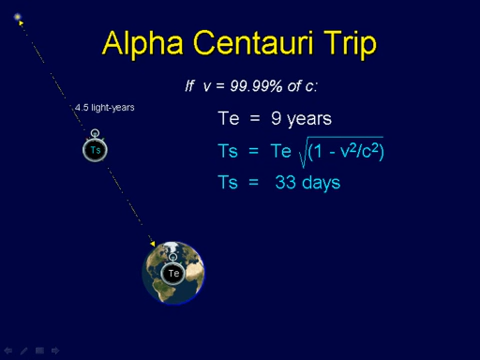 Alpha Centauri Trip
If v = 99.99% of c:
4.5 light-years
Te = 9 years
Ts = Te √(1 - v²/c²)
Ts = 33 days
Ts
Te